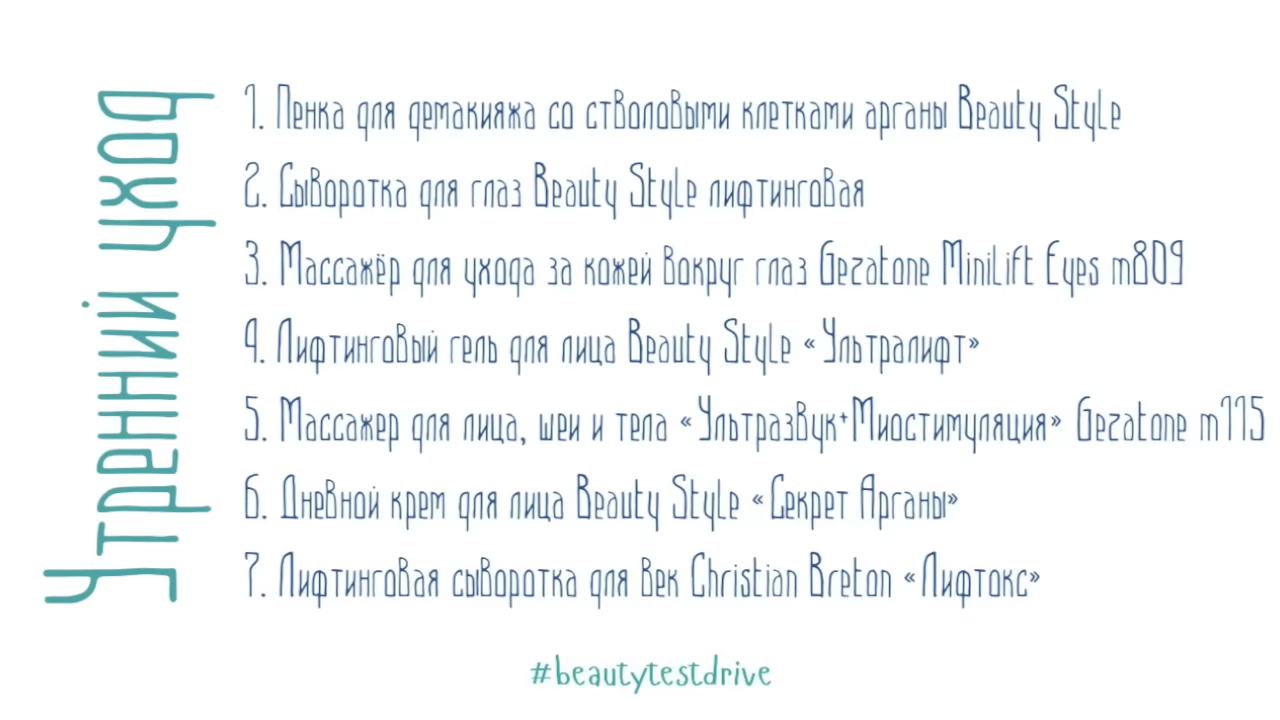 Утренний уход
1. Пенка для демакияжа со стволовыми клетками арганы Beauty Style
2. Сыворотка для глаз Beauty Style лифтинговая
3. Массажёр для ухода за кожей вокруг глаз Gezatone MiniLift Eyes m809
4. Лифтинговый гель для лица Beauty Style «Ультралифт»
5. Массажер для лица, шеи и тела «Ультразвук+Миостимуляция» Gezatone m115
6. Дневной крем для лица Beauty Style «Секрет Арганы»
7. Лифтинговая сыворотка для век Christian Breton «Лифтокс»
#beautytestdrive